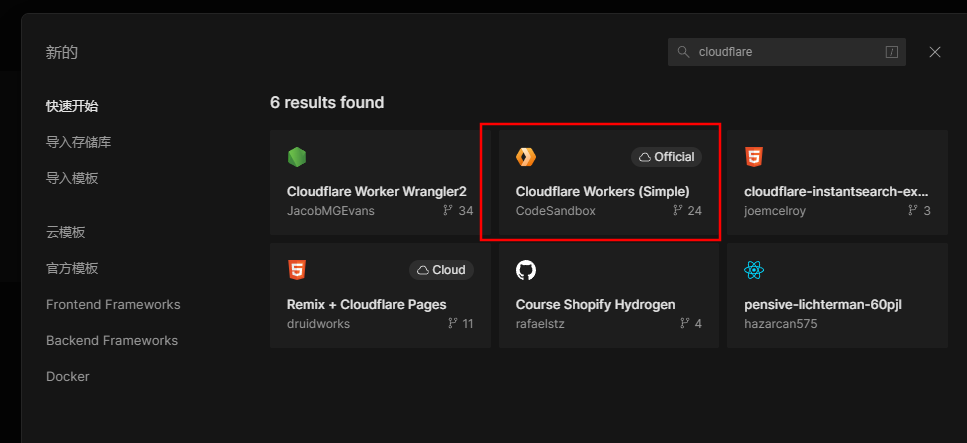 新的
cloudflare
/
快速开始
导入存储库
导入模板
云模板
官方模板
Frontend Frameworks
Backend Frameworks
Docker
6 results found
Cloudflare Worker Wrangler2
JacobMGEvans 34
Official
Cloudflare Workers (Simple)
CodeSandbox 24
cloudflare-instantsearch-ex...
joemcelroy 3
Cloud
Remix + Cloudflare Pages
druidworks 11
Course Shopify Hydrogen
rafaelstz 4
pensive-lichterman-60pjl
hazarcan575